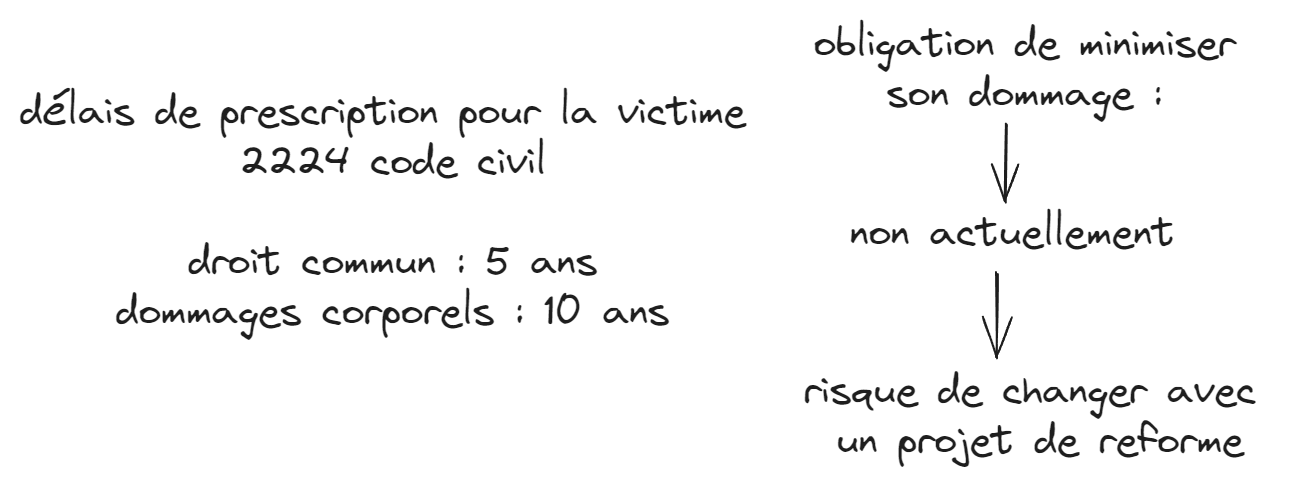 délais de prescription pour la victime
2224 code civil
droit commun : 5 ans
dommages corporels : 10 ans
obligation de minimiser
son dommage :
non actuellement
risque de changer avec
un projet de reforme